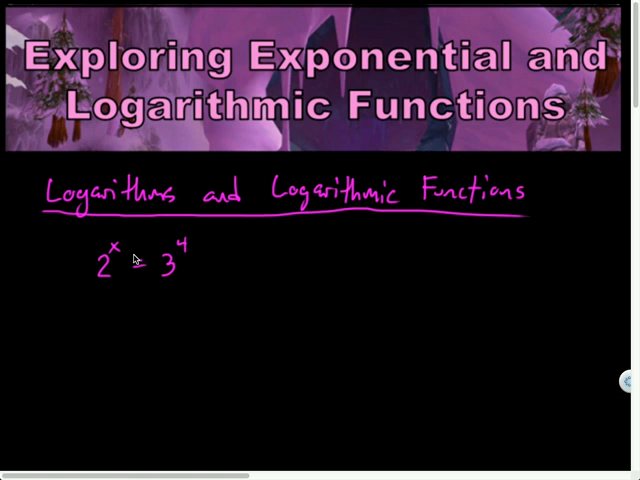 Exploring Exponential and
Logarithmic Functions
Logarithms and Logarithmic Functions
2^x = 3^4